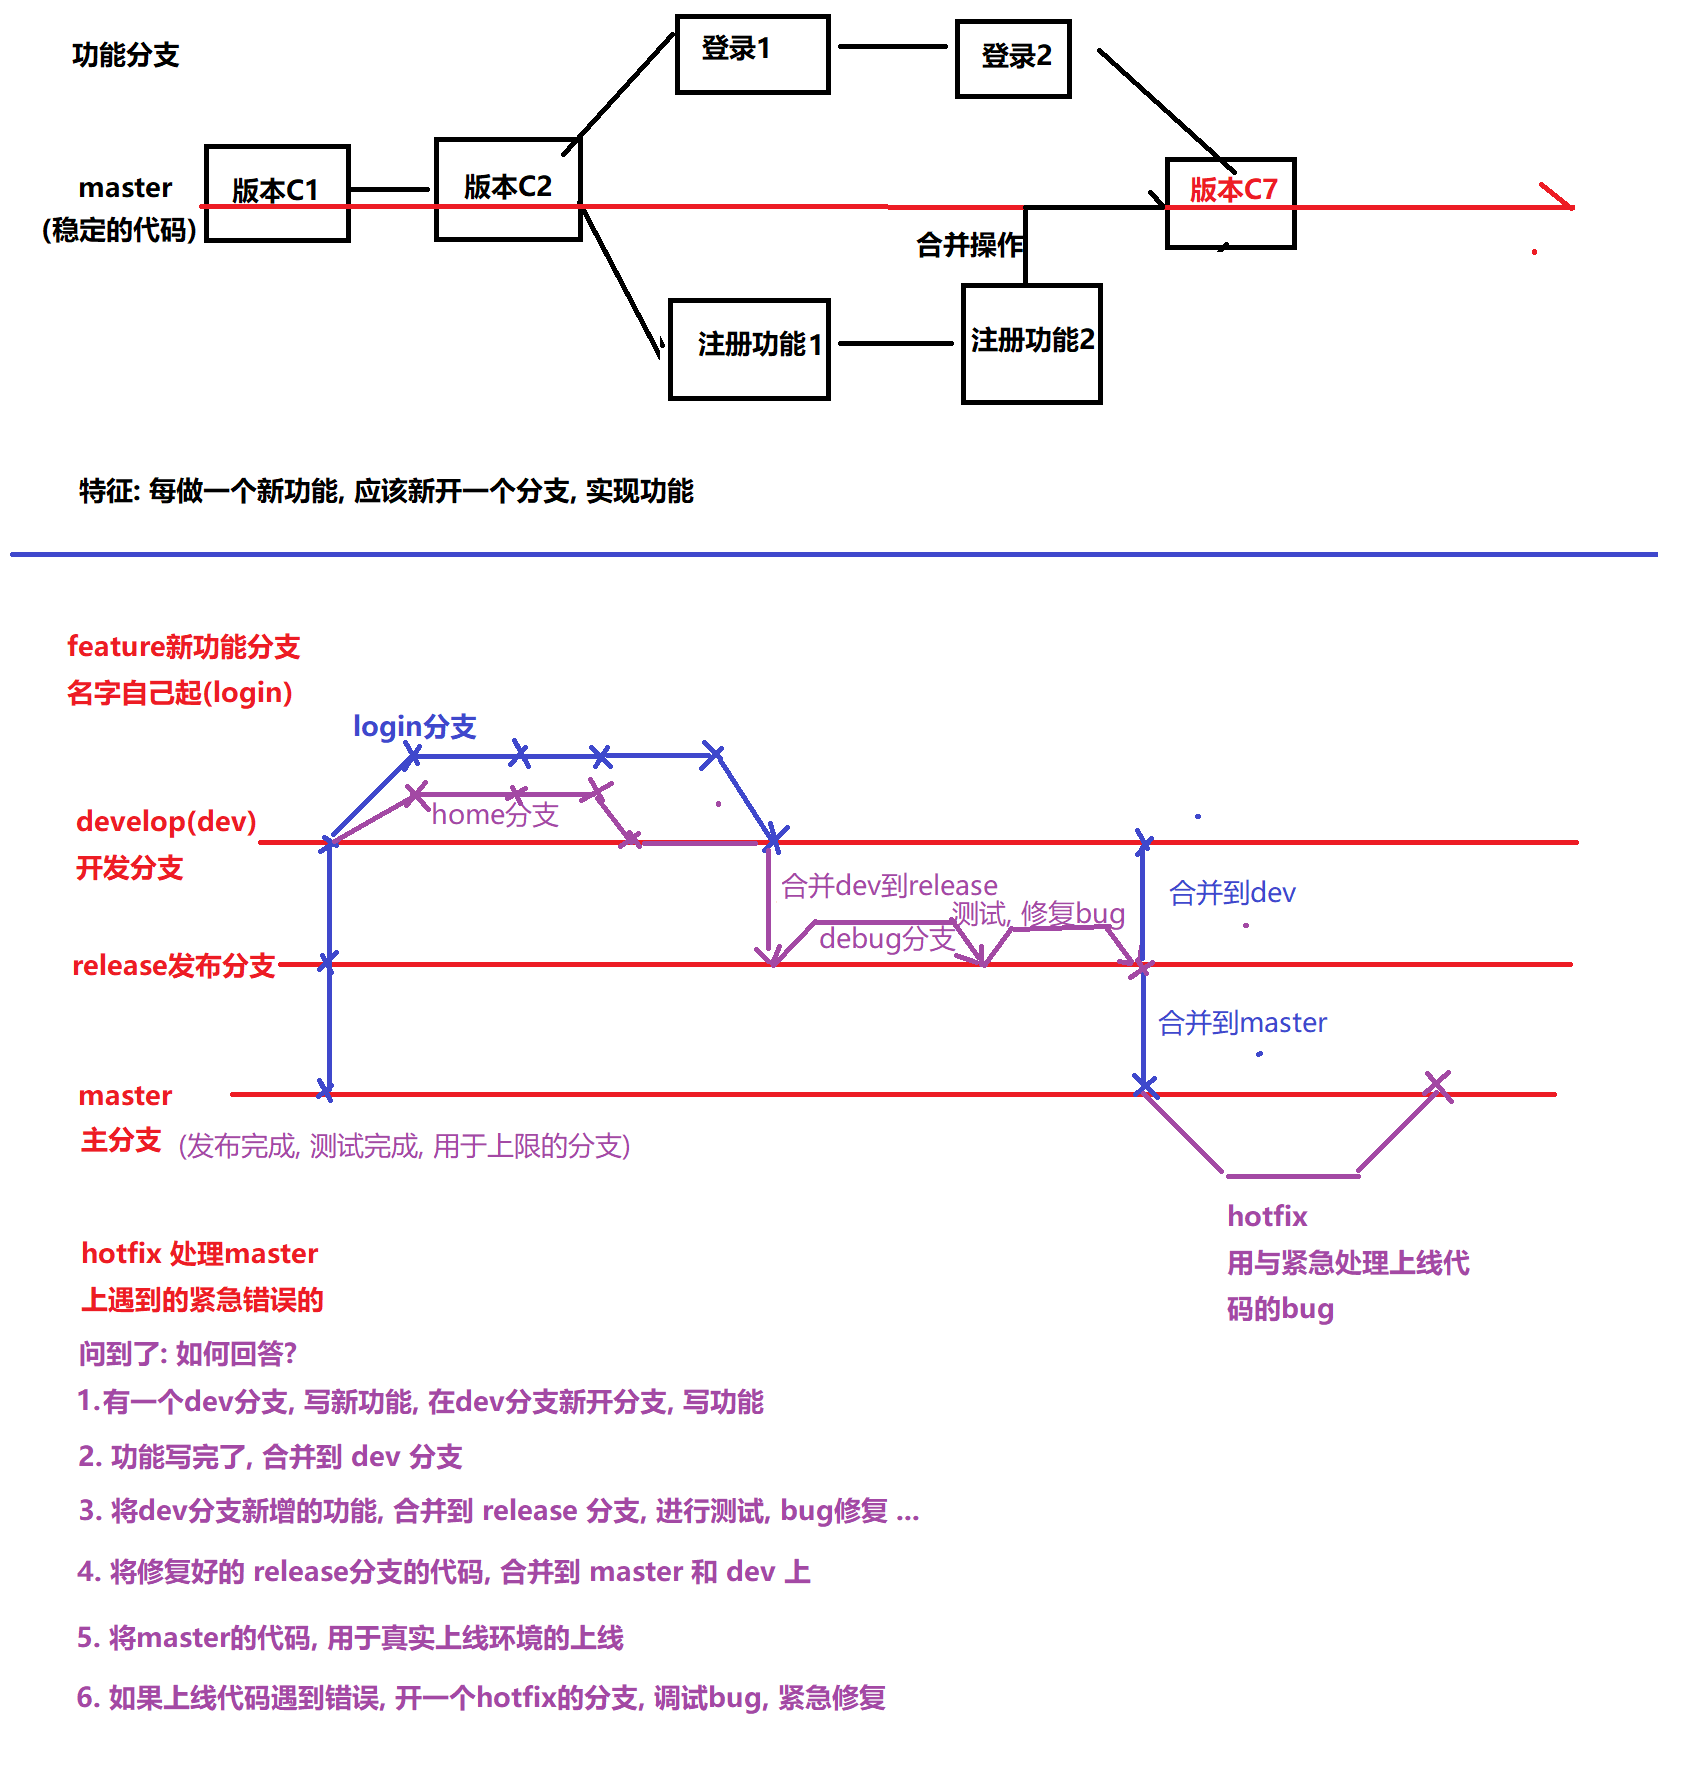 功能分支
登录1
登录2
master
(稳定的代码)
版本C1
版本C2
版本C7
合并操作
注册功能1
注册功能2
特征: 每做一个新功能, 应该新开一个分支, 实现功能
feature新功能分支
名字自己起(login)
login分支
home分支
develop(dev)
开发分支
合并dev到release
测试, 修复bug
debug分支
合并到dev
release发布分支
合并到master
master
主分支 (发布完成, 测试完成, 用于上限的分支)
hotfix
用与紧急处理上线代
码的bug
hotfix 处理master
上遇到的紧急错误的
问到了: 如何回答?
1.有一个dev分支, 写新功能, 在dev分支新开分支, 写功能
2. 功能写完了, 合并到 dev 分支
3. 将dev分支新增的功能, 合并到 release 分支, 进行测试, bug修复 ...
4. 将修复好的 release分支的代码, 合并到 master 和 dev 上
5. 将master的代码, 用于真实上线环境的上线
6. 如果上线代码遇到错误, 开一个hotfix的分支, 调试bug, 紧急修复